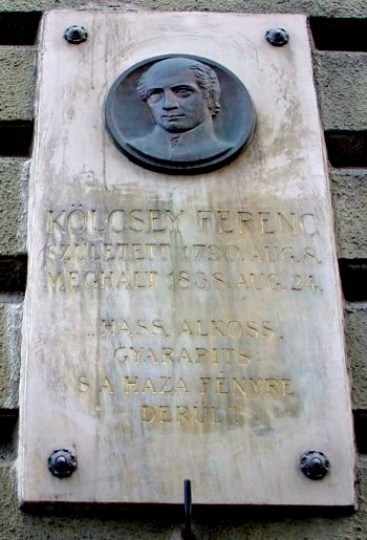 KÖLCSEY FERENC
SZÜLETETT 1790. AUG. 8.
MEGHALT 1838. AUG. 24.
...HASS, ALKOSS,
GYARAPITS:
S A HAZA FÉNYRE
DERÜL!